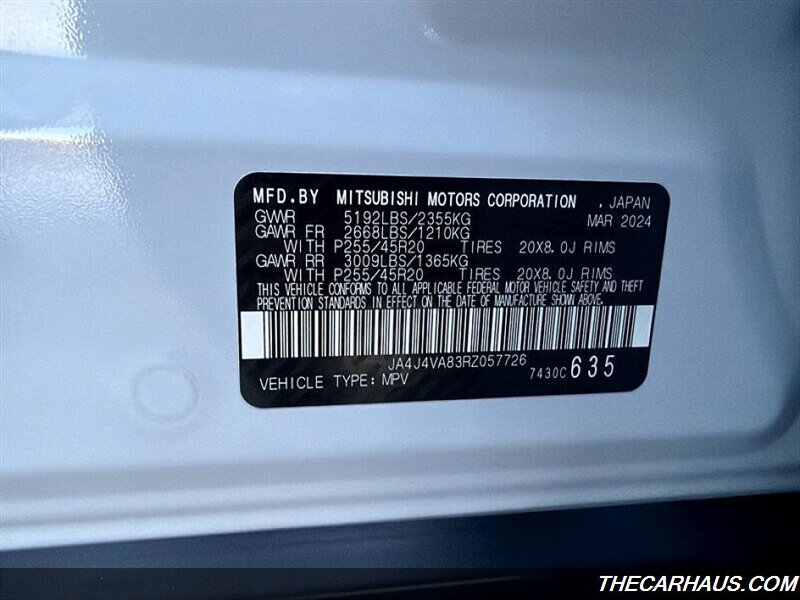 MFD.BY MITSUBISHI MOTORS CORPORATION , JAPAN
GVWR 5192LBS/2355KG MAR 2024
GAWR FR 2668LBS/1210KG
WITH P255/45R20 TIRES 20X8.0J RIMS
GAWR RR 3009LBS/1365KG
WITH P255/45R20 TIRES 20X8.0J RIMS
THIS VEHICLE CONFORMS TO ALL APPLICABLE FEDERAL MOTOR VEHICLE SAFETY AND THEFT
PREVENTION STANDARDS IN EFFECT ON THE DATE OF MANUFACTURE SHOWN ABOVE.
JA4J4VA83RZ057726
VEHICLE TYPE: MPV 7430C 635
THECARHAUS.COM